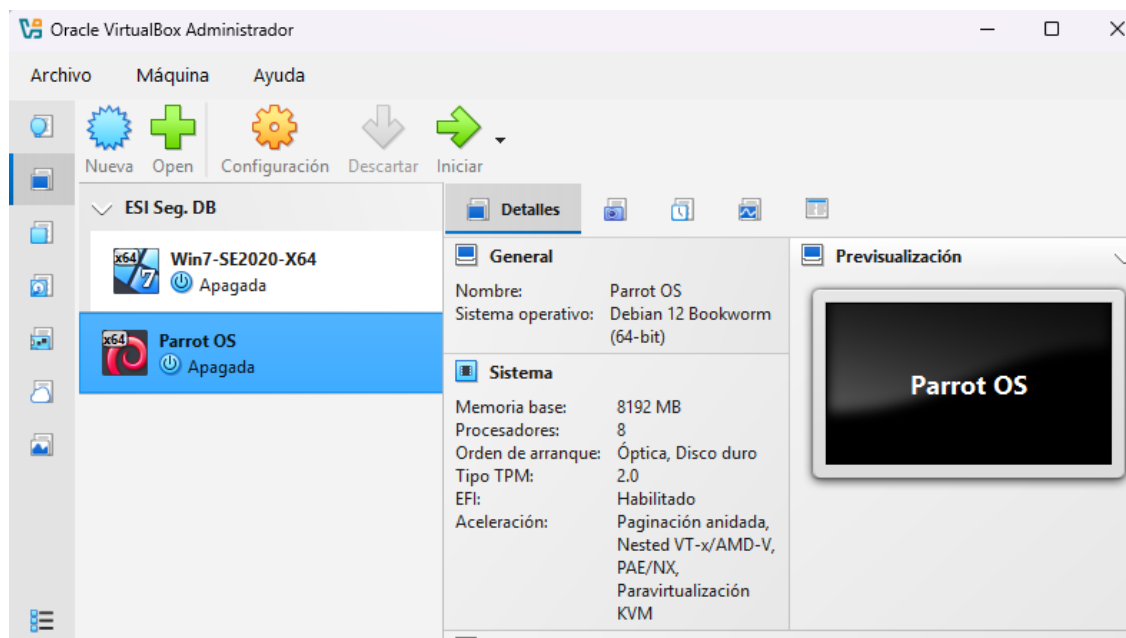 Oracle VirtualBox Administrador
Archivo Máquina Ayuda
Nueva Open Configuración Descartar Iniciar
ESI Seg. DB
x64 7 Win7-SE2020-X64
Apagada
x64 Parrot OS
Apagada
Detalles
General
Nombre: Parrot OS
Sistema operativo: Debian 12 Bookworm
(64-bit)
Sistema
Memoria base: 8192 MB
Procesadores: 8
Orden de arranque: Óptica, Disco duro
Tipo TPM: 2.0
EFI: Habilitado
Aceleración: Paginación anidada,
Nested VT-x/AMD-V,
PAE/NX,
Paravirtualización
KVM
Previsualización
Parrot OS